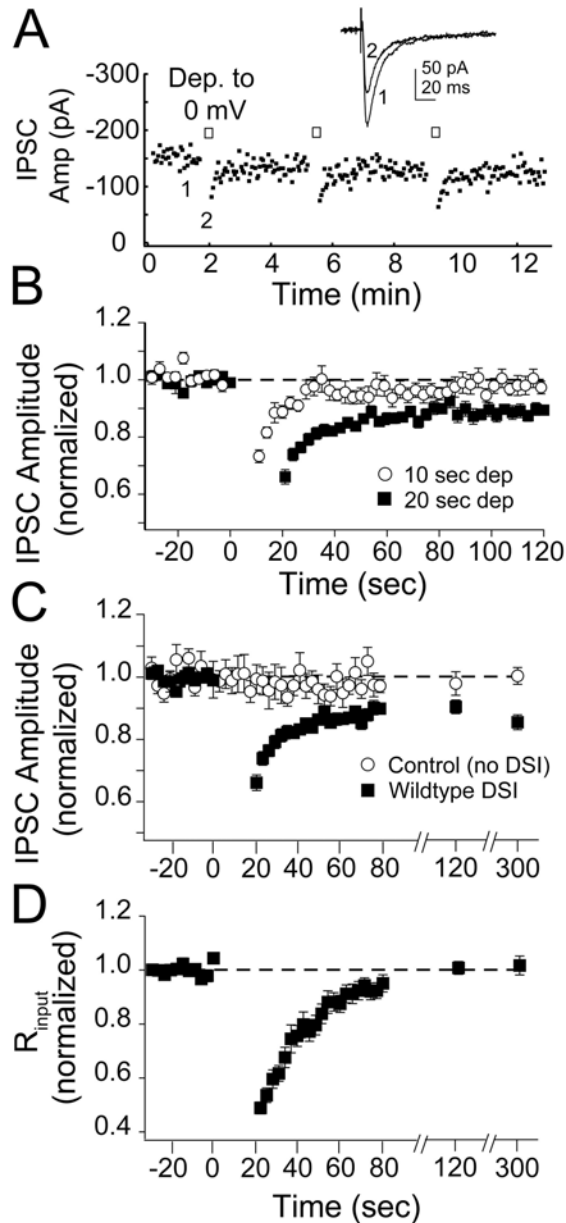 A
Dep. to
0 mV
2
1
50 pA
20 ms
IPSC
Amp (pA)
-300
-200
-100
0
1
2
0 2 4 6 8 10 12
Time (min)
B
IPSC Amplitude
(normalized)
1.2
1.0
0.8
0.6
10 sec dep
20 sec dep
-20 0 20 40 60 80 100 120
Time (sec)
C
IPSC Amplitude
(normalized)
1.2
1.0
0.8
0.6
Control (no DSI)
Wildtype DSI
-20 0 20 40 60 80 120 300
D
Rinput
(normalized)
1.2
1.0
0.8
0.6
0.4
-20 0 20 40 60 80 120 300
Time (sec)